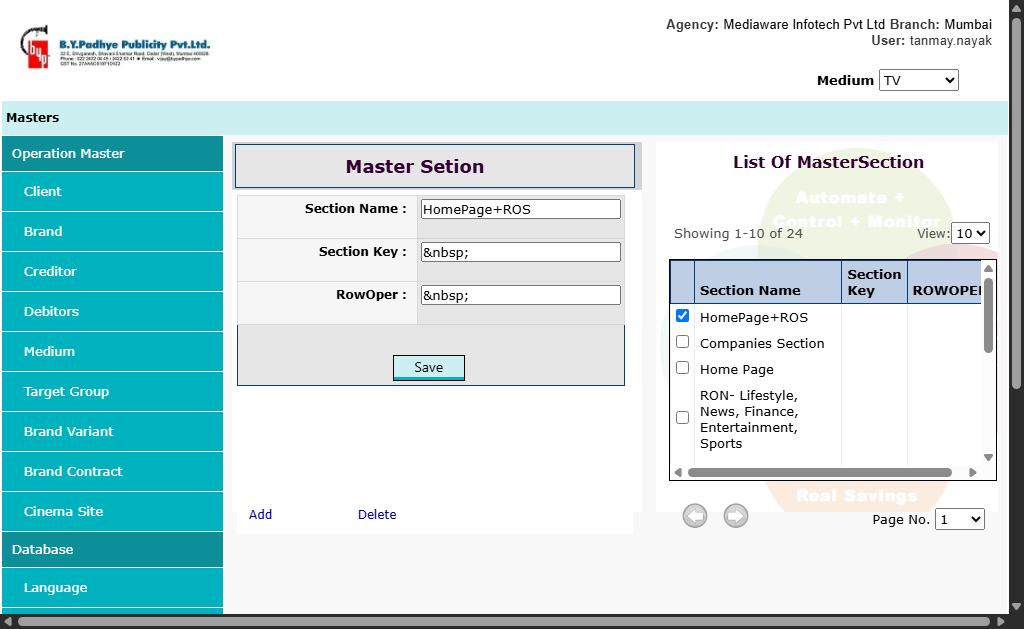 Agency: Mediaware Infotech Pvt Ltd Branch: Mumbai
User: tanmay.nayak
B.Y.Padhye Publicity Pvt.Ltd.
Medium TV
Masters
Operation Master
Client
Brand
Creditor
Debitors
Medium
Target Group
Brand Variant
Brand Contract
Cinema Site
Database
Language
Master Setion
Section Name : HomePage+ROS
Section Key : &nbsp;
RowOper : &nbsp;
Save
Add Delete
List Of MasterSection
Automate +
Control + Monitor
Showing 1-10 of 24 View: 10
Section Name Section Key ROWOPE
HomePage+ROS
Companies Section
Home Page
RON- Lifestyle,
News, Finance,
Entertainment,
Sports
Real Savings
Page No. 1